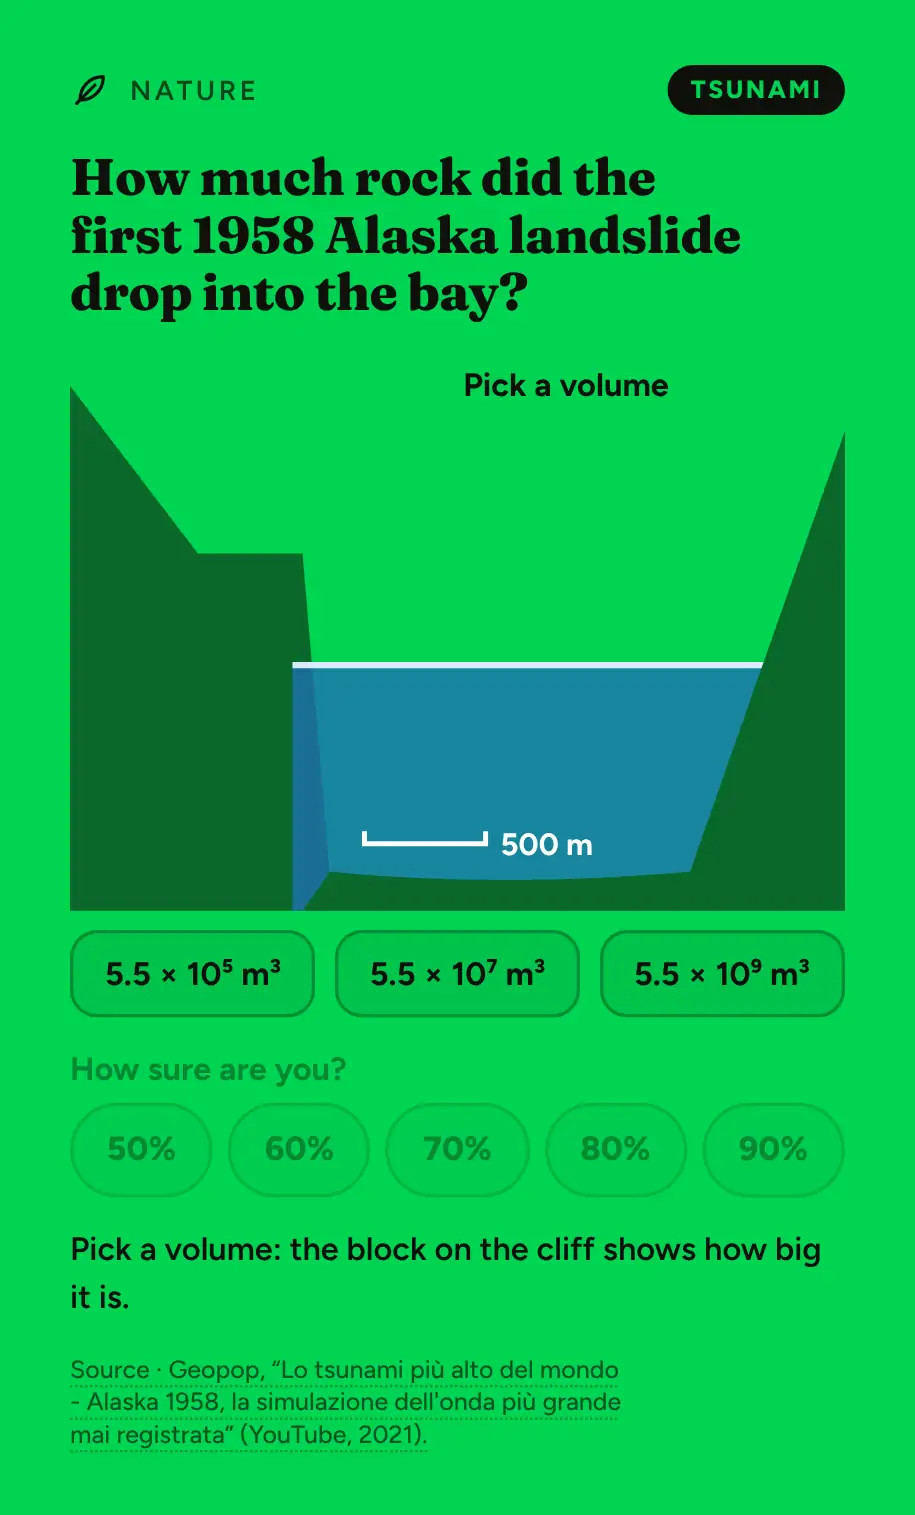 NATURE
TSUNAMI
How much rock did the
first 1958 Alaska landslide
drop into the bay?
Pick a volume
500 m
5.5 × 10⁵ m³
5.5 × 10⁷ m³
5.5 × 10⁹ m³
How sure are you?
50%
60%
70%
80%
90%
Pick a volume: the block on the cliff shows how big
it is.
Source · Geopop, “Lo tsunami più alto del mondo
- Alaska 1958, la simulazione dell'onda più grande
mai registrata” (YouTube, 2021).